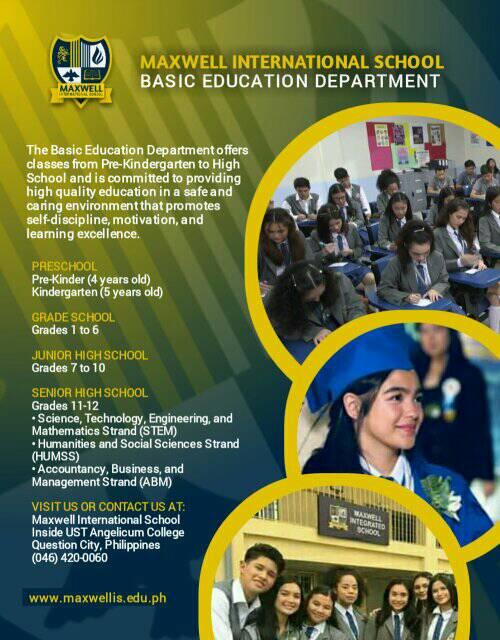 MAXWELL
INTERNATIONAL SCHOOL
MAXWELL INTERNATIONAL SCHOOL
BASIC EDUCATION DEPARTMENT
The Basic Education Department offers
classes from Pre-Kindergarten to High
School and is committed to providing
high quality education in a safe and
caring environment that promotes
self-discipline, motivation, and
learning excellence.
PRESCHOOL
Pre-Kinder (4 years old)
Kindergarten (5 years old)
GRADE SCHOOL
Grades 1 to 6
JUNIOR HIGH SCHOOL
Grades 7 to 10
SENIOR HIGH SCHOOL
Grades 11-12
• Science, Technology, Engineering, and
Mathematics Strand (STEM)
• Humanities and Social Sciences Strand
(HUMSS)
• Accountancy, Business, and
Management Strand (ABM)
VISIT US OR CONTACT US AT:
Maxwell International School
Inside UST Angelicum College
Question City, Philippines
(046) 420-0060
www.maxwellis.edu.ph
MAXWELL
INTEGRATED
SCHOOL